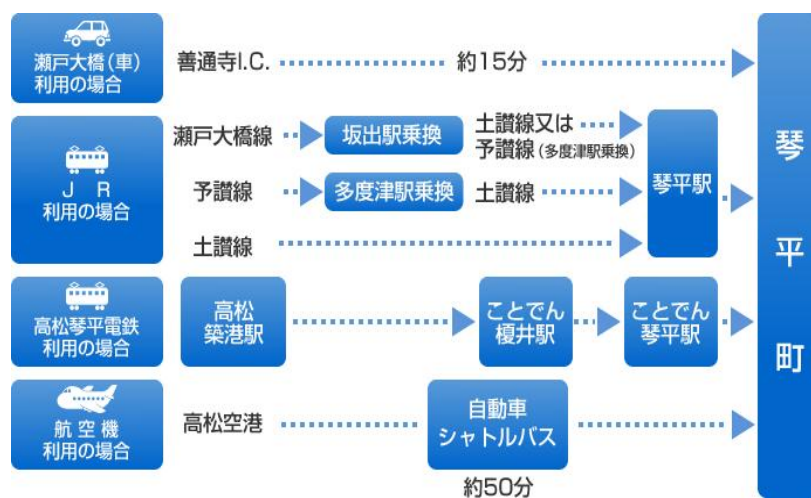 瀬戸大橋(車)
利用の場合
善通寺I.C.
約15分
J R
利用の場合
瀬戸大橋線
坂出駅乗換
土讃線又は
予讃線(多度津駅乗換)
予讃線
多度津駅乗換
土讃線
土讃線
琴平駅
高松琴平電鉄
利用の場合
高松
築港駅
ことでん
榎井駅
ことでん
琴平駅
航空機
利用の場合
高松空港
自動車
シャトルバス
約50分
琴平町